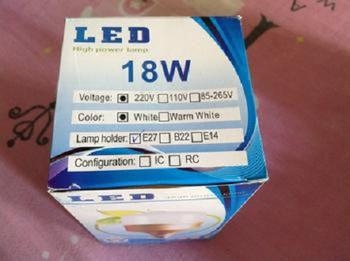 LED
High power lamp
18W
Voltage: 220V 110V 85-265V
Color: White Warm White
Lamp holder: E27 B22 E14
Configuration: IC RC